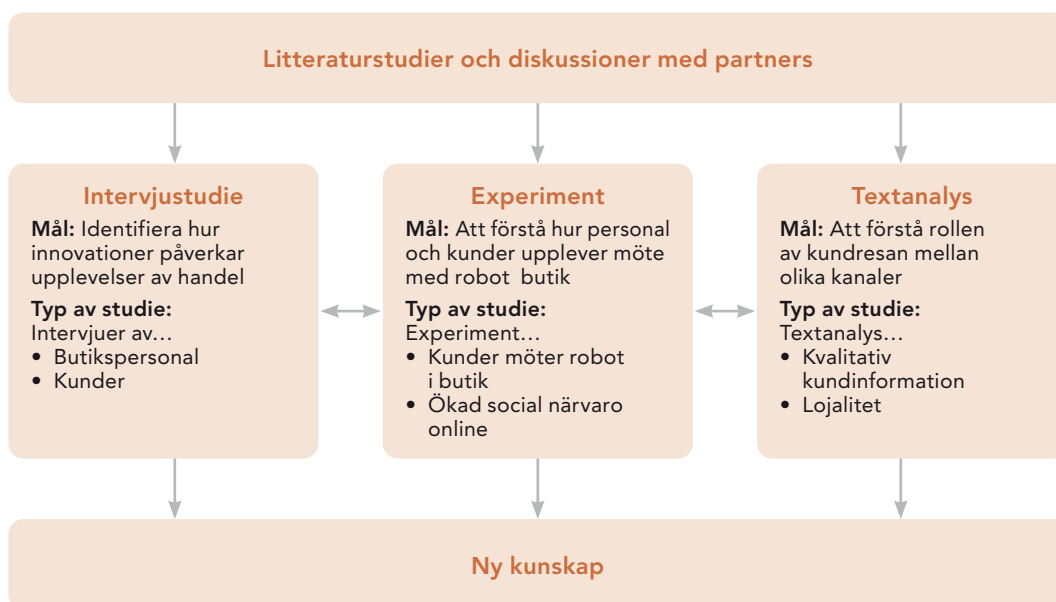 Litteraturstudier och diskussioner med partners
Intervjustudie
Mål: Identifiera hur
innovationer påverkar
upplevelser av handel
Typ av studie:
Intervjuer av…
• Butikspersonal
• Kunder
Experiment
Mål: Att förstå hur personal
och kunder upplever möte
med robot butik
Typ av studie:
Experiment…
• Kunder möter robot
i butik
• Ökad social närvaro
online
Textanalys
Mål: Att förstå rollen
av kundresan mellan
olika kanaler
Typ av studie:
Textanalys…
• Kvalitativ
kundinformation
• Lojalitet
Ny kunskap